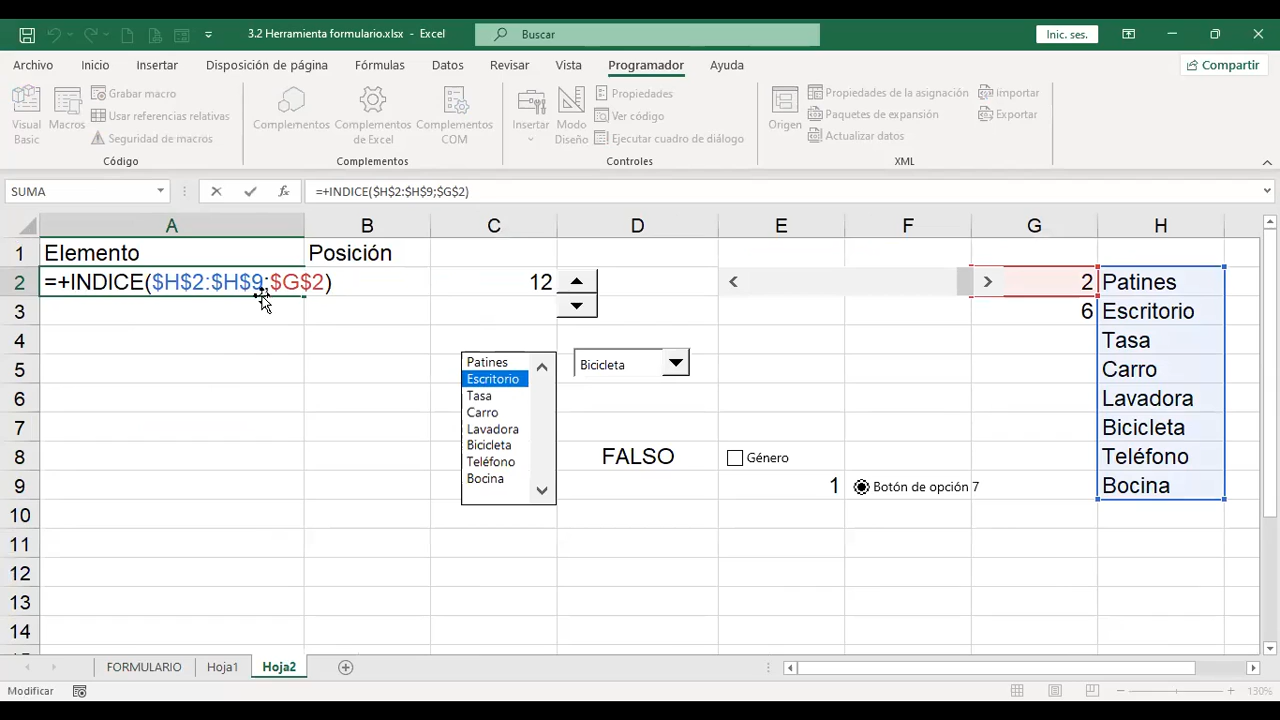 3.2 Herramienta formulario.xlsx - Excel
Buscar
Inic. ses.
Archivo Inicio Insertar Disposición de página Fórmulas Datos Revisar Vista Programador Ayuda
Compartir
Visual Basic
Macros
Grabar macro
Usar referencias relativas
Seguridad de macros
Código
Complementos
Complementos de Excel
Complementos COM
Complementos
Insertar
Modo Diseño
Propiedades
Ver código
Ejecutar cuadro de diálogo
Controles
Origen
Propiedades de la asignación
Paquetes de expansión
Actualizar datos
Importar
Exportar
XML
SUMA
fx
=+INDICE($H$2:$H$9;$G$2)
A B C D E F G H
1 Elemento Posición
2 =+INDICE($H$2:$H$9;$G$2) 12 2 Patines
3 6 Escritorio
4 Tasa
5 Carro
6 Lavadora
7 Bicicleta
8 FALSO Género Teléfono
9 1 Botón de opción 7 Bocina
10
11
12
13
14
Patines
Escritorio
Tasa
Carro
Lavadora
Bicicleta
Teléfono
Bocina
Bicicleta
FORMULARIO Hoja1 Hoja2
Modificar
130%